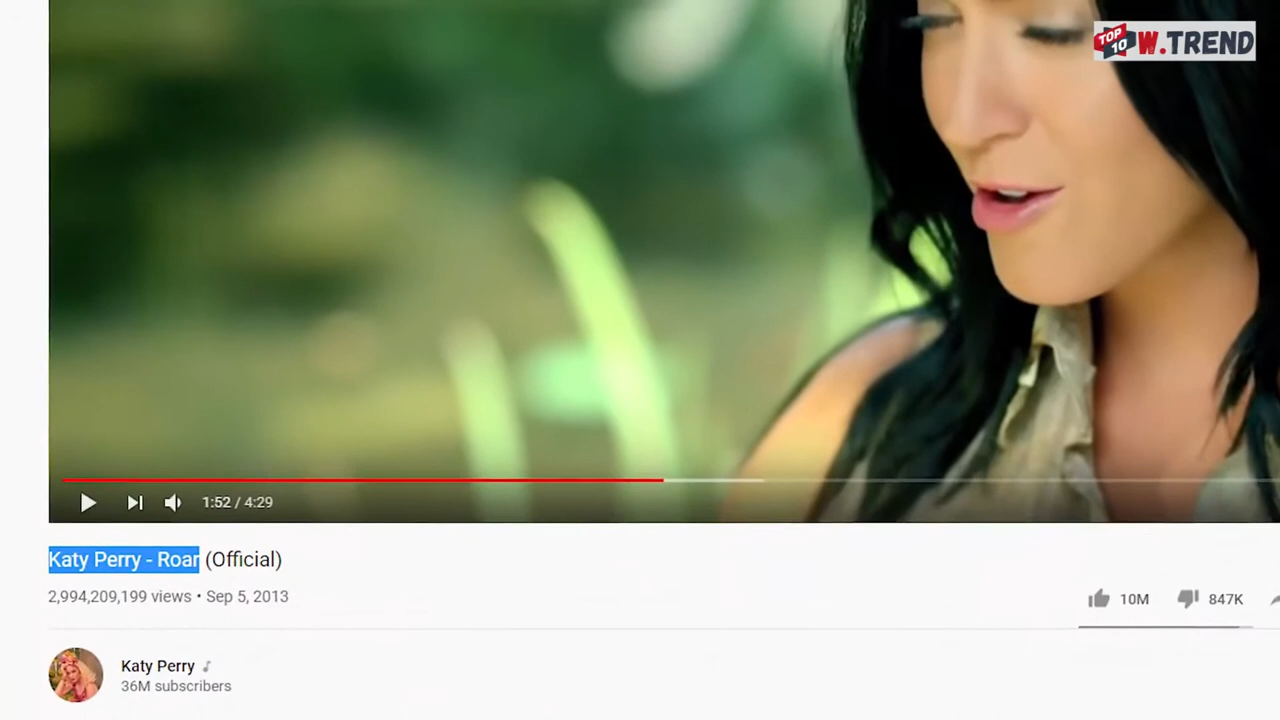 TOP 10 W.TREND
1:52 / 4:29
Katy Perry - Roar (Official)
2,994,209,199 views • Sep 5, 2013
10M 847K
Katy Perry
36M subscribers